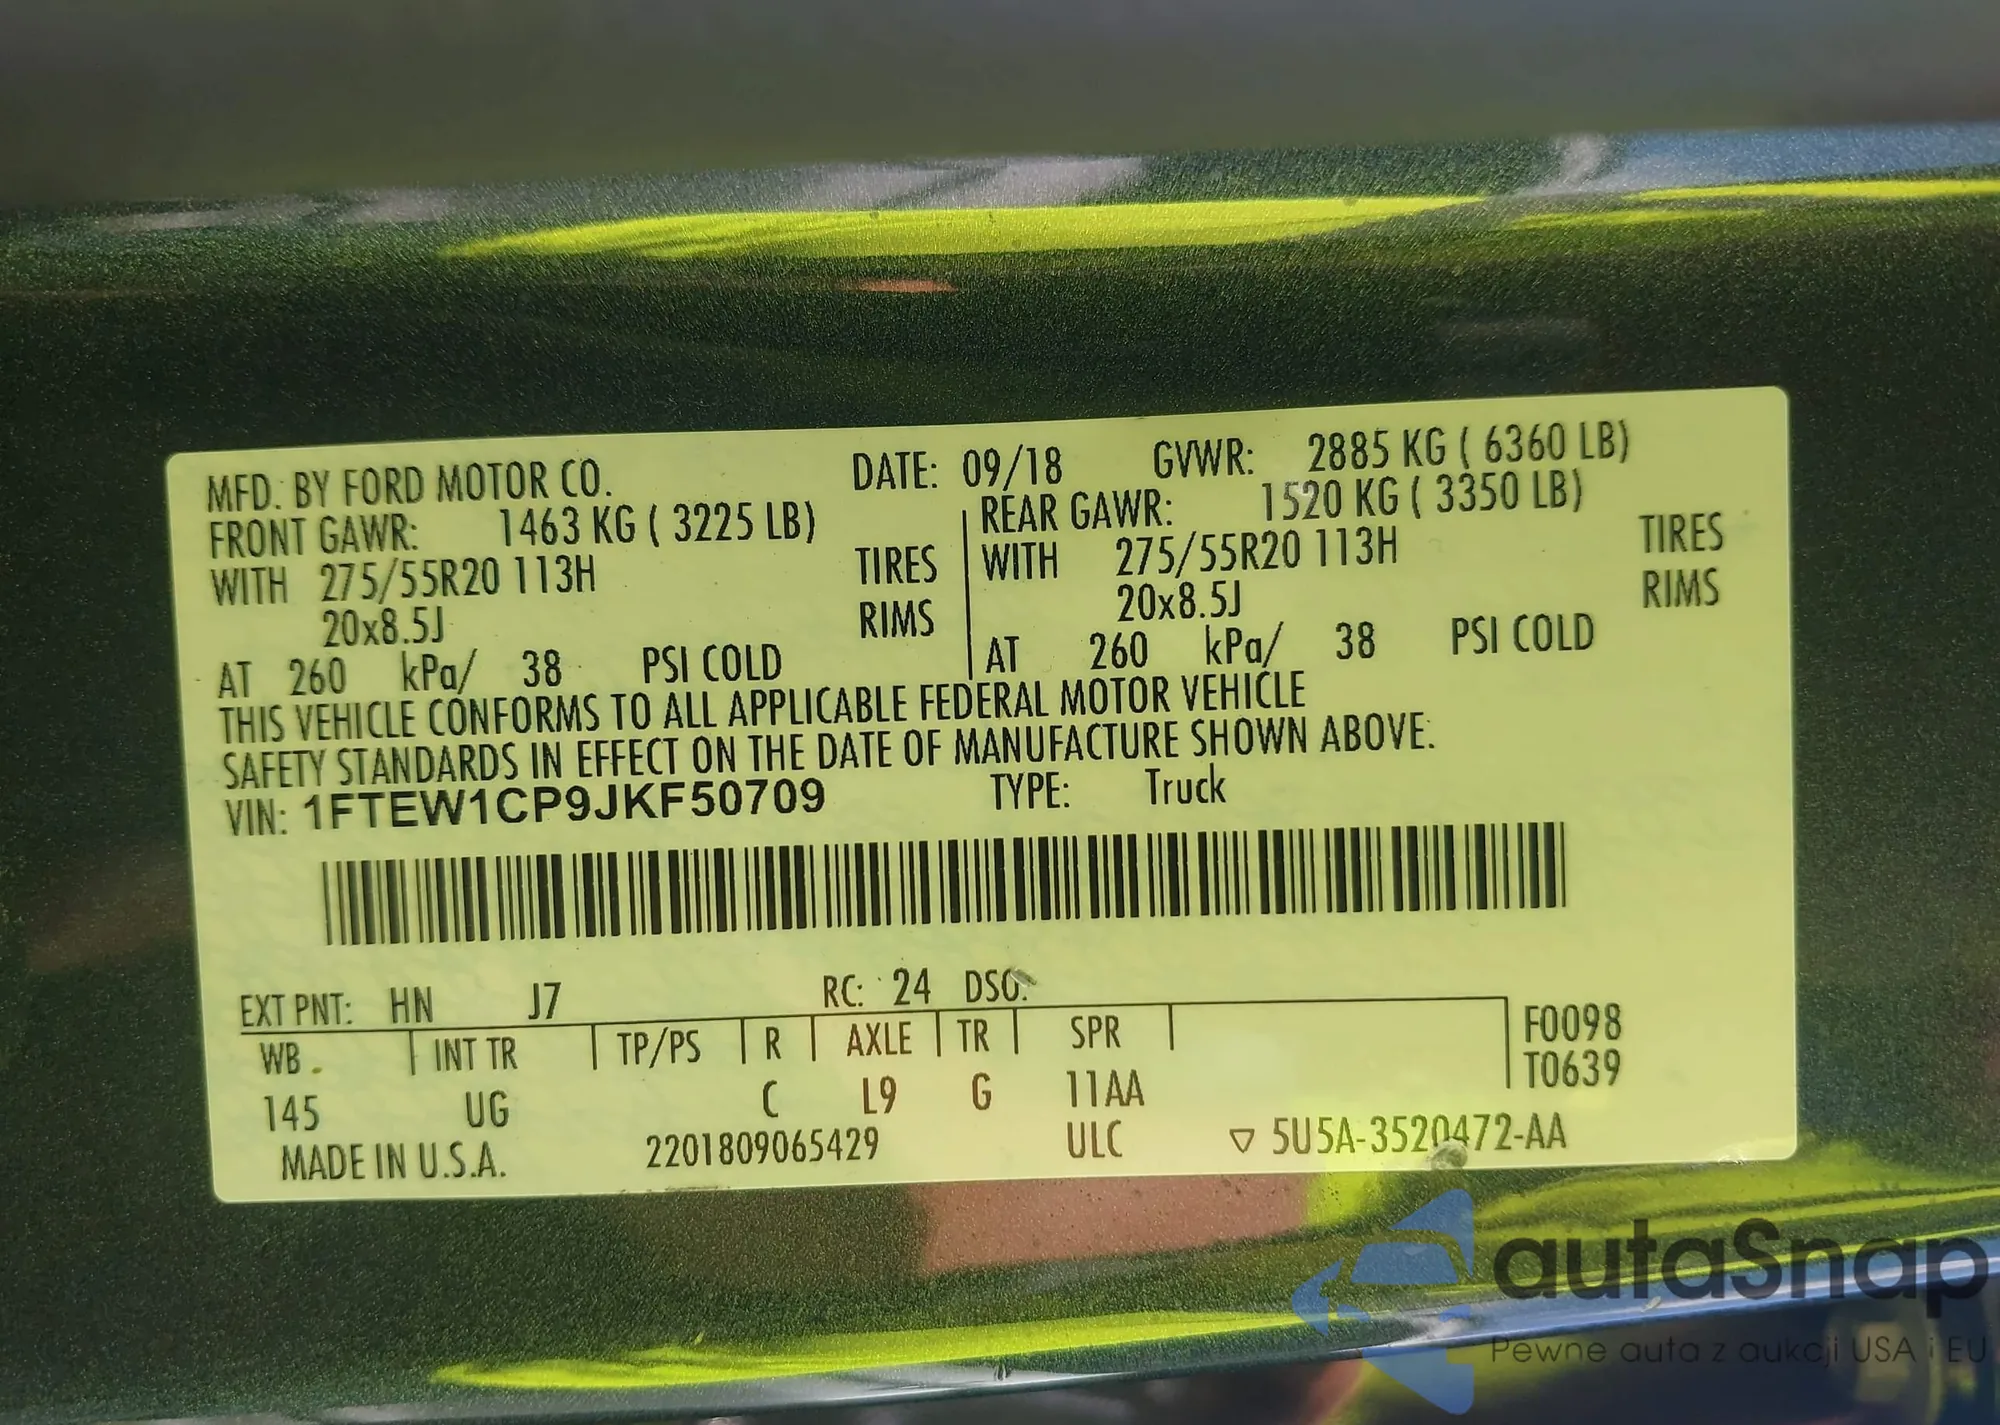 MFD. BY FORD MOTOR CO. DATE: 09/18 GVWR: 2885 KG ( 6360 LB)
FRONT GAWR: 1463 KG ( 3225 LB) REAR GAWR: 1520 KG ( 3350 LB)
WITH 275/55R20 113H TIRES WITH 275/55R20 113H TIRES
20x8.5J RIMS 20x8.5J RIMS
AT 260 kPa/ 38 PSI COLD AT 260 kPa/ 38 PSI COLD
THIS VEHICLE CONFORMS TO ALL APPLICABLE FEDERAL MOTOR VEHICLE
SAFETY STANDARDS IN EFFECT ON THE DATE OF MANUFACTURE SHOWN ABOVE.
VIN: 1FTEW1CP9JKF50709 TYPE: Truck
EXT PNT: HN J7 RC: 24 DSO:
WB INT TR TP/PS R AXLE TR SPR F0098
T0639
145 UG C L9 G 11AA
MADE IN U.S.A. 2201809065429 ULC ▽ 5U5A-3520472-AA
autaSnap
Pewne auta z aukcji USA i EU